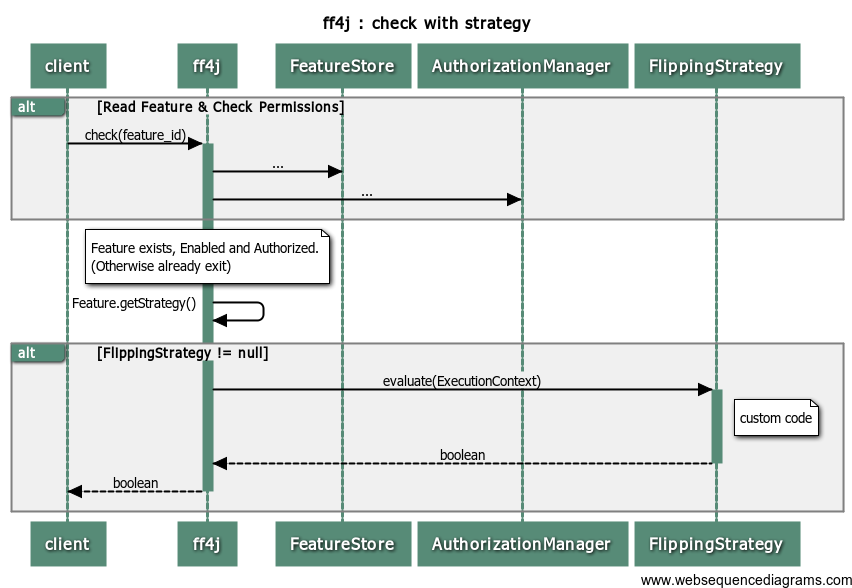 ff4j : check with strategy
client ff4j FeatureStore AuthorizationManager FlippingStrategy
alt [Read Feature & Check Permissions]
check(feature_id)
...
...
Feature exists, Enabled and Authorized.
(Otherwise already exit)
Feature.getStrategy()
alt [FlippingStrategy != null]
evaluate(ExecutionContext)
custom code
boolean
boolean
client ff4j FeatureStore AuthorizationManager FlippingStrategy
www.websequencediagrams.com